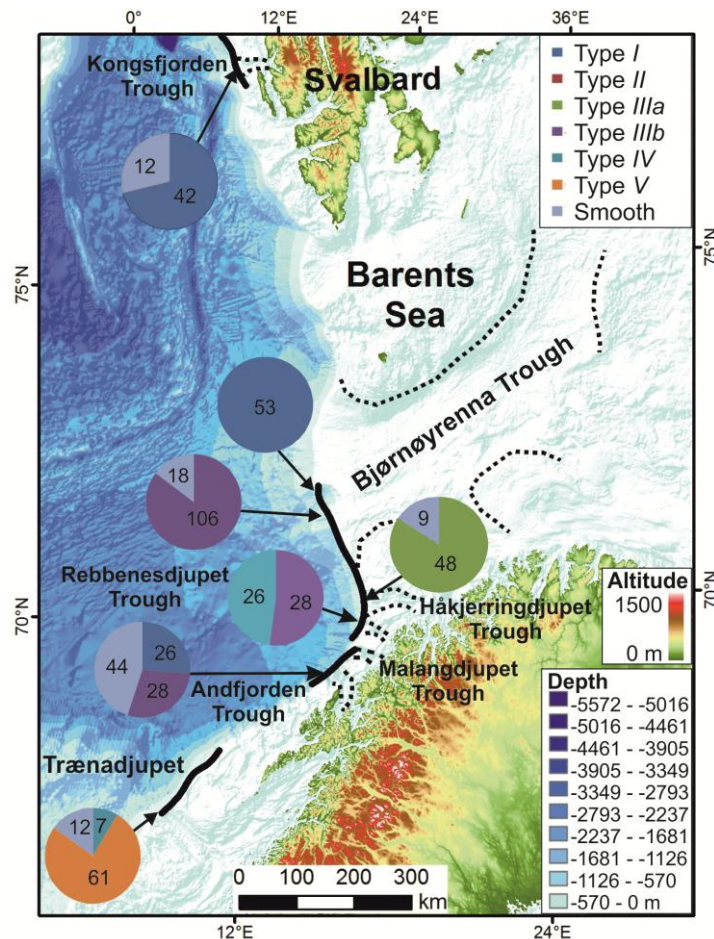 0°
12°E
24°E
36°E
Kongsfjorden
Trough
Svalbard
Type I
Type II
Type IIIa
Type IIIb
Type IV
Type V
Smooth
12
42
75°N
75°N
Barents
Sea
Bjørnøyrenna Trough
53
18
106
9
48
Rebbenesdjupet
Trough
26
28
Håkjerringdjupet
Trough
Altitude
1500
0 m
70°N
70°N
44
26
28
Andfjorden
Trough
Malangdjupet
Trough
Depth
-5572 - -5016
-5016 - -4461
-4461 - -3905
-3905 - -3349
-3349 - -2793
-2793 - -2237
-2237 - -1681
-1681 - -1126
-1126 - -570
-570 - 0 m
Trænadjupet
12
7
61
0
100
200
300
km
12°E
24°E